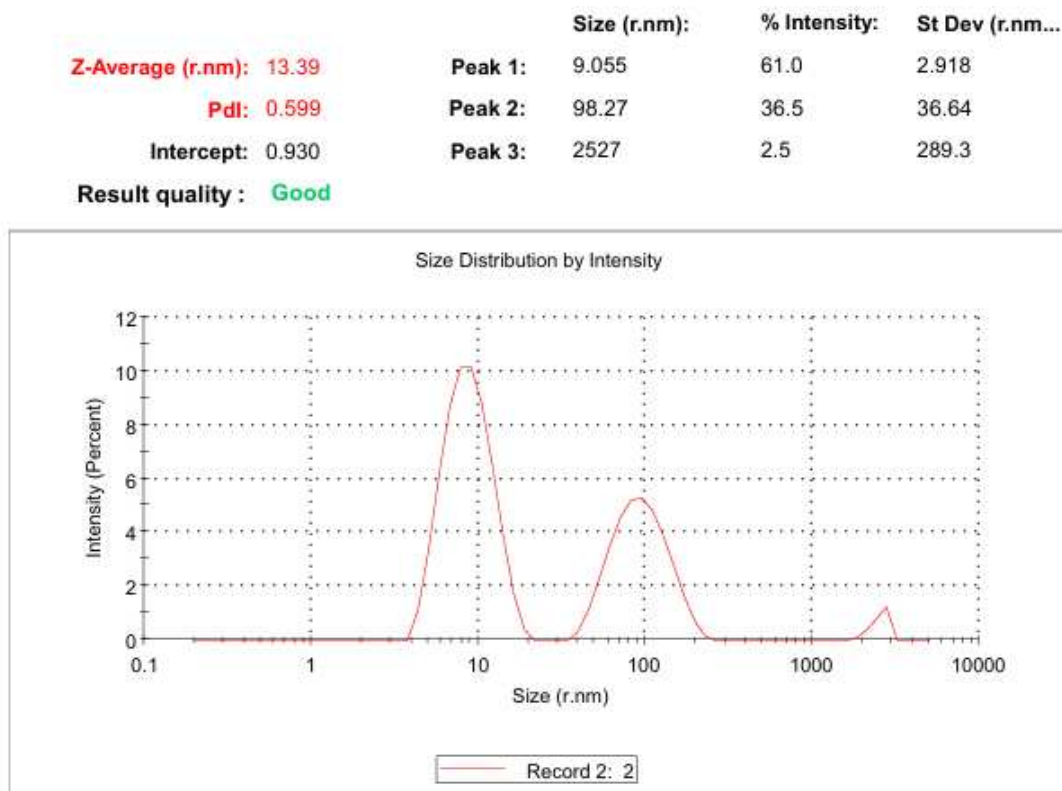 Size (r.nm): % Intensity: St Dev (r.nm...
Z-Average (r.nm): 13.39 Peak 1: 9.055 61.0 2.918
PdI: 0.599 Peak 2: 98.27 36.5 36.64
Intercept: 0.930 Peak 3: 2527 2.5 289.3
Result quality : Good
Size Distribution by Intensity
12
10
8
6
4
2
0
Intensity (Percent)
0.1 1 10 100 1000 10000
Size (r.nm)
Record 2: 2